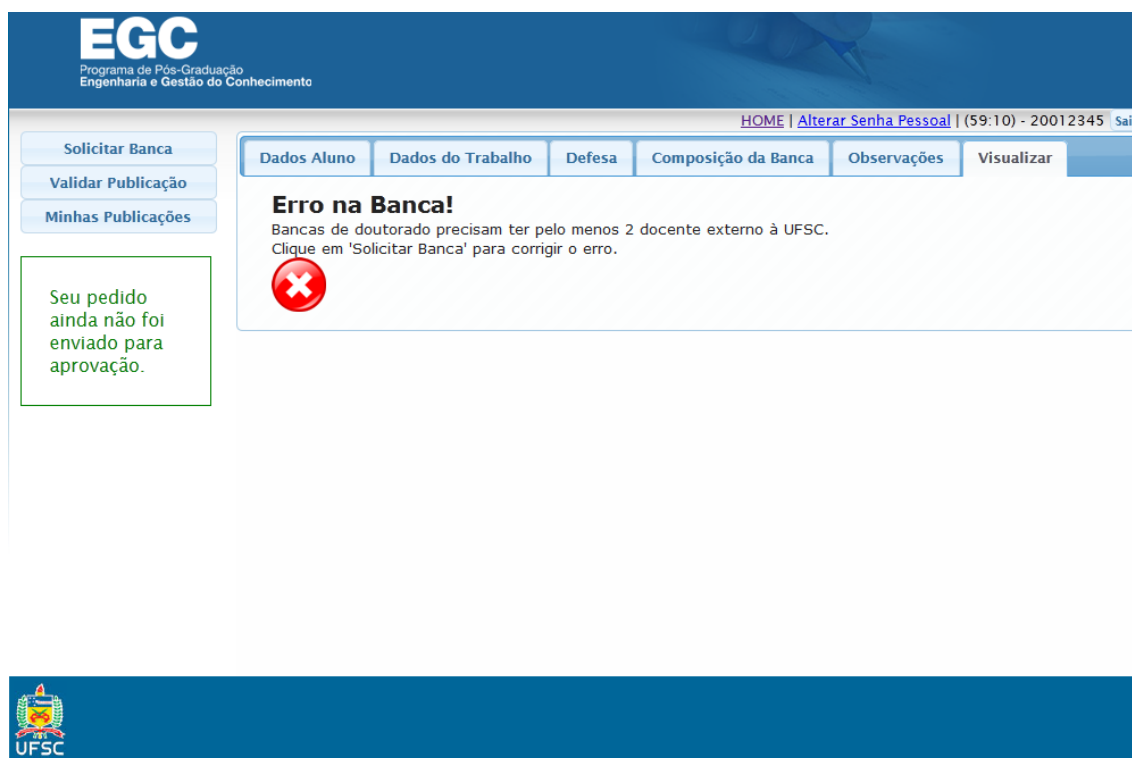 EGC
Programa de Pós-Graduação
Engenharia e Gestão do Conhecimento
HOME | Alterar Senha Pessoal | (59:10) - 20012345 Sai
Solicitar Banca
Validar Publicação
Minhas Publicações
Dados Aluno Dados do Trabalho Defesa Composição da Banca Observações Visualizar
Erro na Banca!
Bancas de doutorado precisam ter pelo menos 2 docente externo à UFSC.
Clique em 'Solicitar Banca' para corrigir o erro.
Seu pedido
ainda não foi
enviado para
aprovação.
UFSC